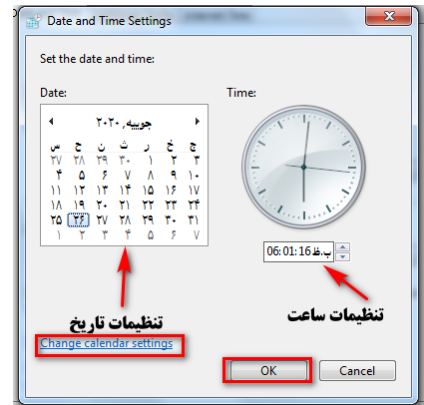 Date and Time Settings
Set the date and time:
Date:
Time:
جوییه, ۲۰۲۰
س ح ن ث ر خ ج
۲۷ ۲۸ ۲۹ ۳۰ ۱ ۲ ۳
۴ ۵ ۶ ۷ ۸ ۹ ۱۰
۱۱ ۱۲ ۱۳ ۱۴ ۱۵ ۱۶ ۱۷
۱۸ ۱۹ ۲۰ ۲۱ ۲۲ ۲۳ ۲۴
۲۵ ۲۶ ۲۷ ۲۸ ۲۹ ۳۰ ۳۱
۱ ۲ ۳ ۴ ۵ ۶ ۷
06:01:16 ب.ظ
تنظیمات تاریخ
تنظیمات ساعت
Change calendar settings
OK
Cancel